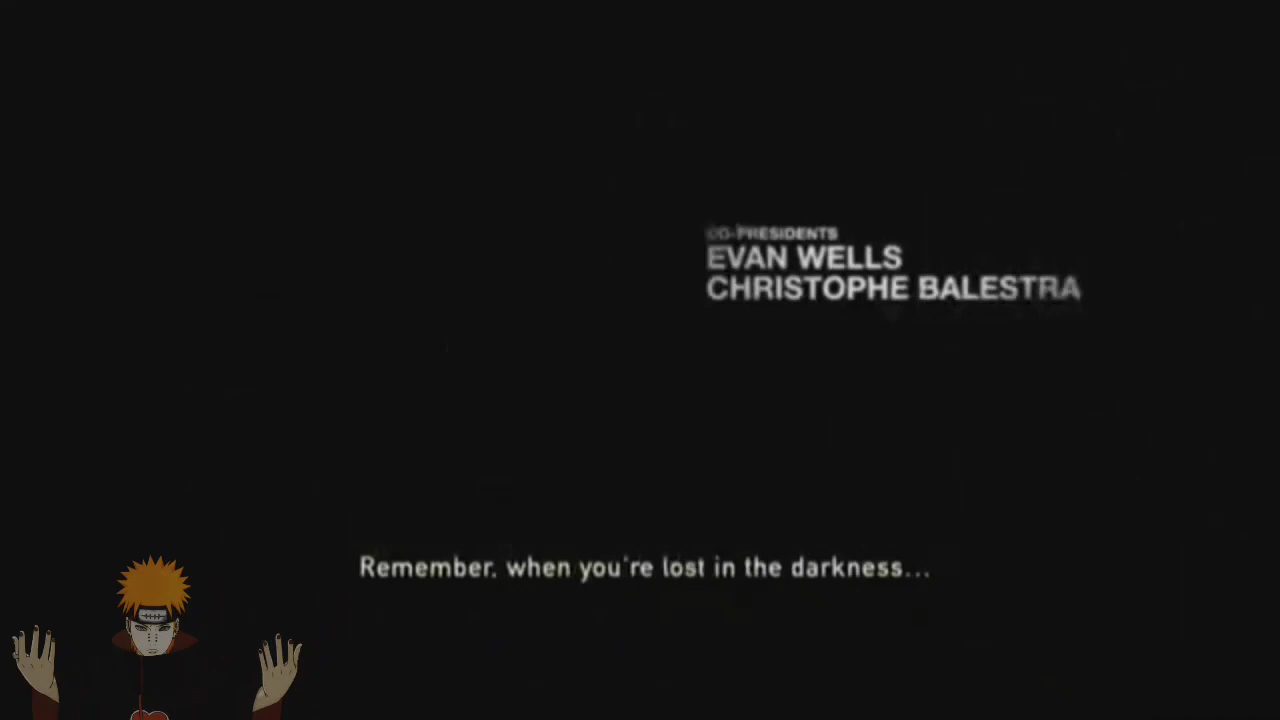 CO-PRESIDENTS
EVAN WELLS
CHRISTOPHE BALESTRA
Remember, when you're lost in the darkness...